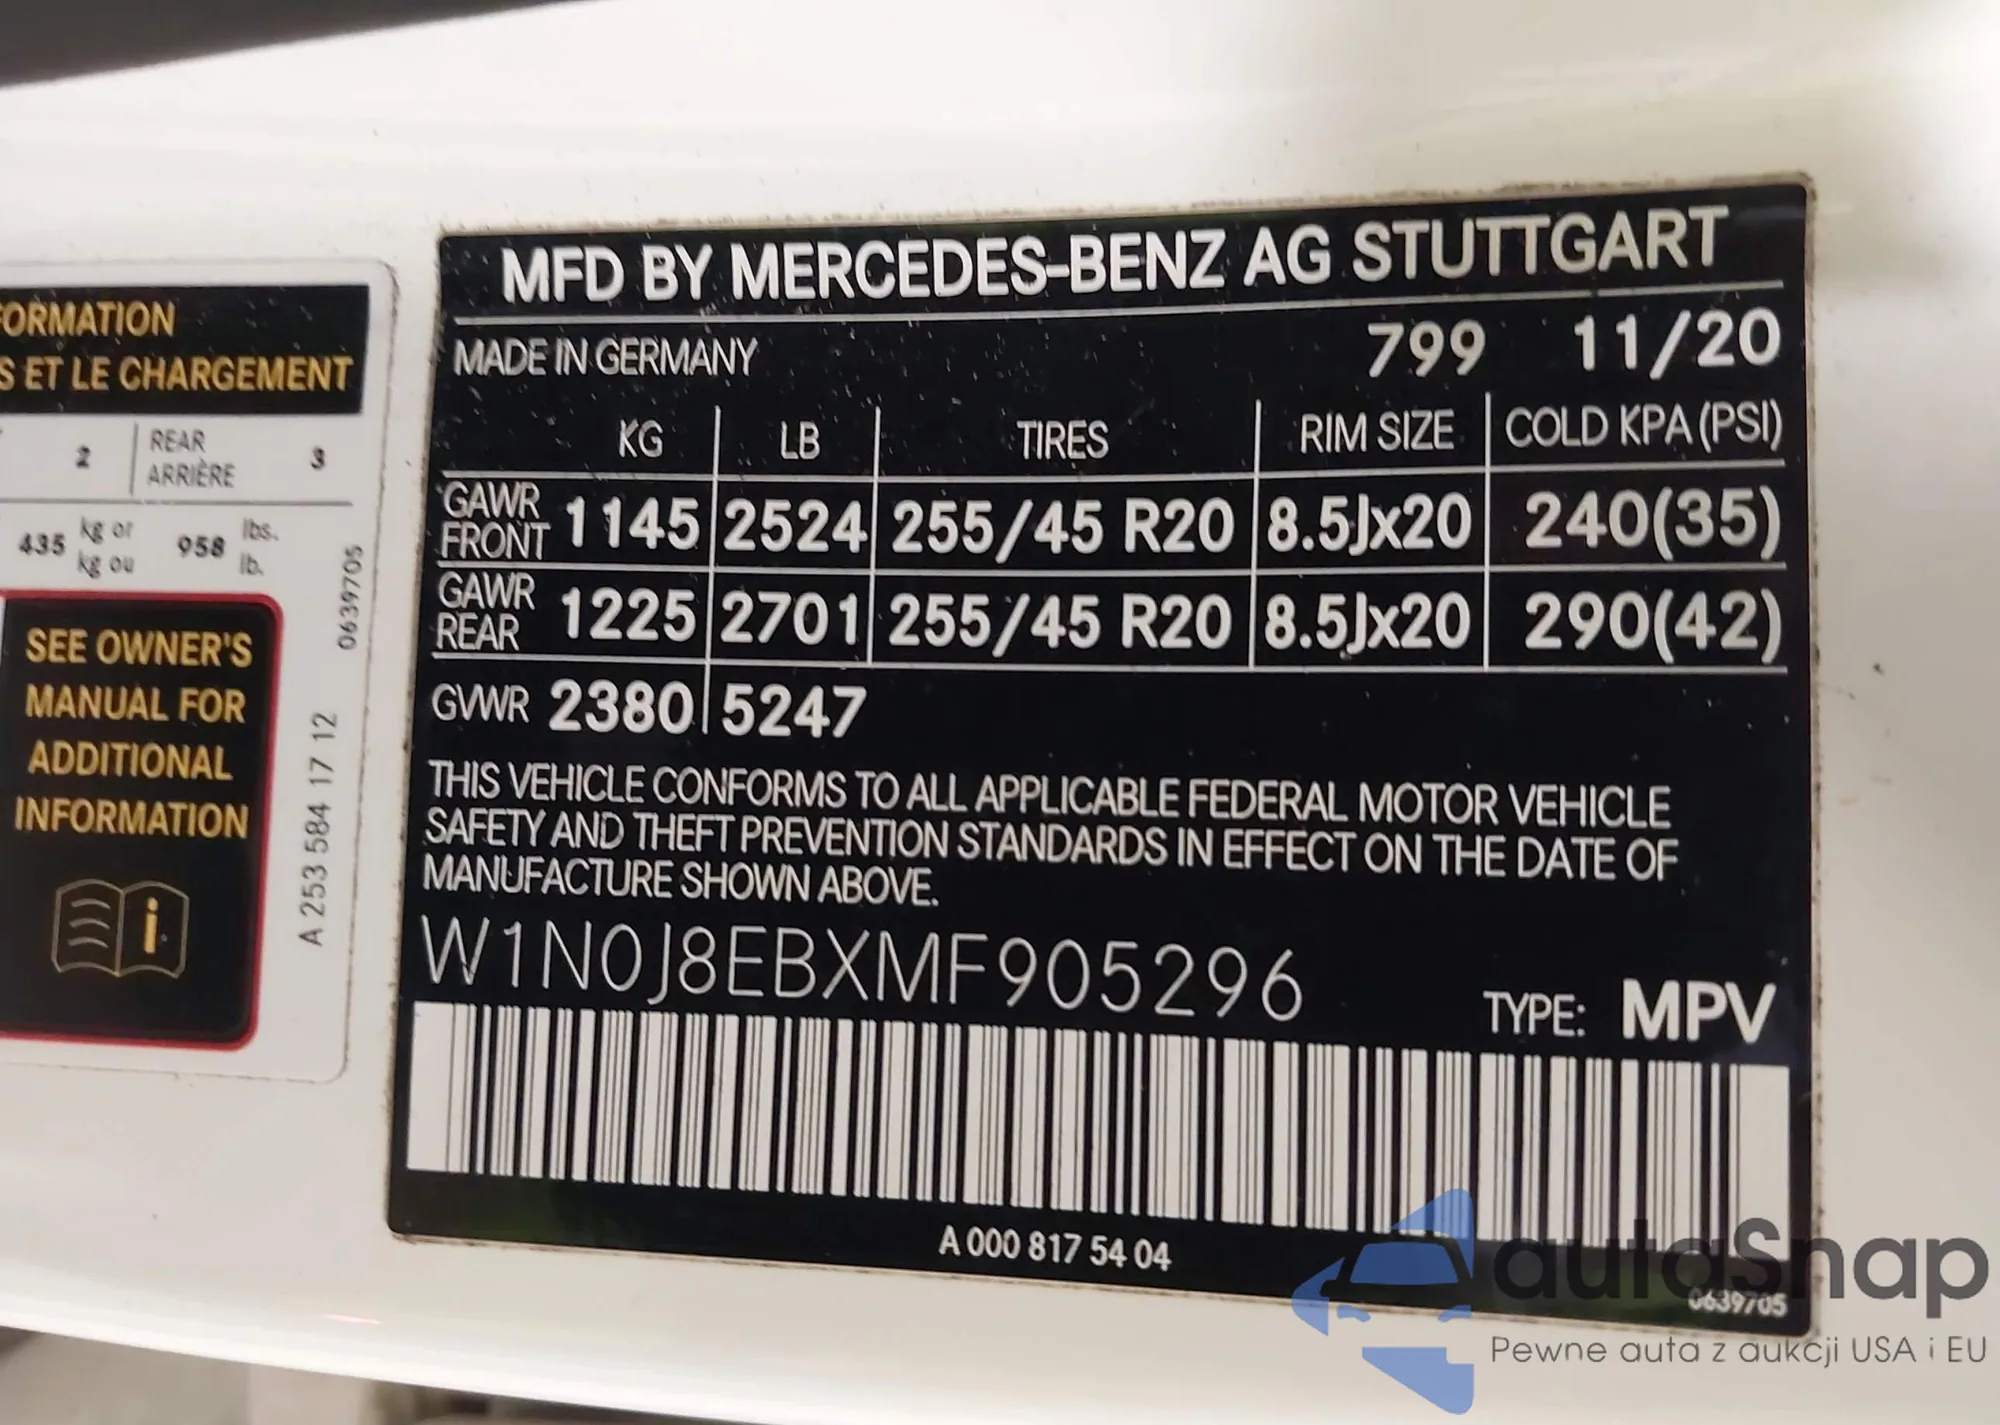 FORMATION
S ET LE CHARGEMENT
2 REAR ARRIÈRE 3
435 kg or kg ou 958 lbs. lb.
SEE OWNER'S
MANUAL FOR
ADDITIONAL
INFORMATION
i
A 253 584 17 12
0639705
MFD BY MERCEDES-BENZ AG STUTTGART
MADE IN GERMANY 799 11/20
KG LB TIRES RIM SIZE COLD KPA (PSI)
GAWR FRONT 1145 2524 255/45 R20 8.5Jx20 240(35)
GAWR REAR 1225 2701 255/45 R20 8.5Jx20 290(42)
GVWR 2380 5247
THIS VEHICLE CONFORMS TO ALL APPLICABLE FEDERAL MOTOR VEHICLE
SAFETY AND THEFT PREVENTION STANDARDS IN EFFECT ON THE DATE OF
MANUFACTURE SHOWN ABOVE.
W1N0J8EBXMF905296
TYPE: MPV
A 000 817 54 04
0639705
autaSnap
Pewne auta z aukcji USA i EU